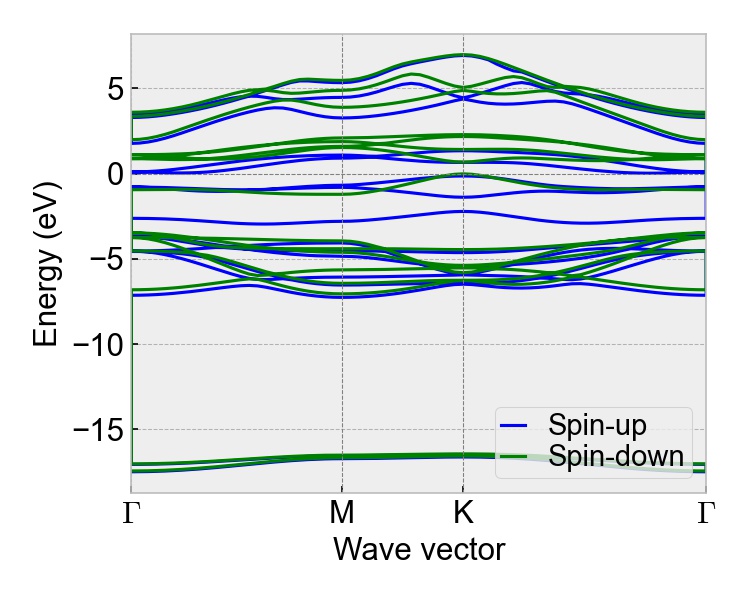 Energy (eV)
5
0
−5
−10
−15
Spin-up
Spin-down
Γ M K Γ
Wave vector